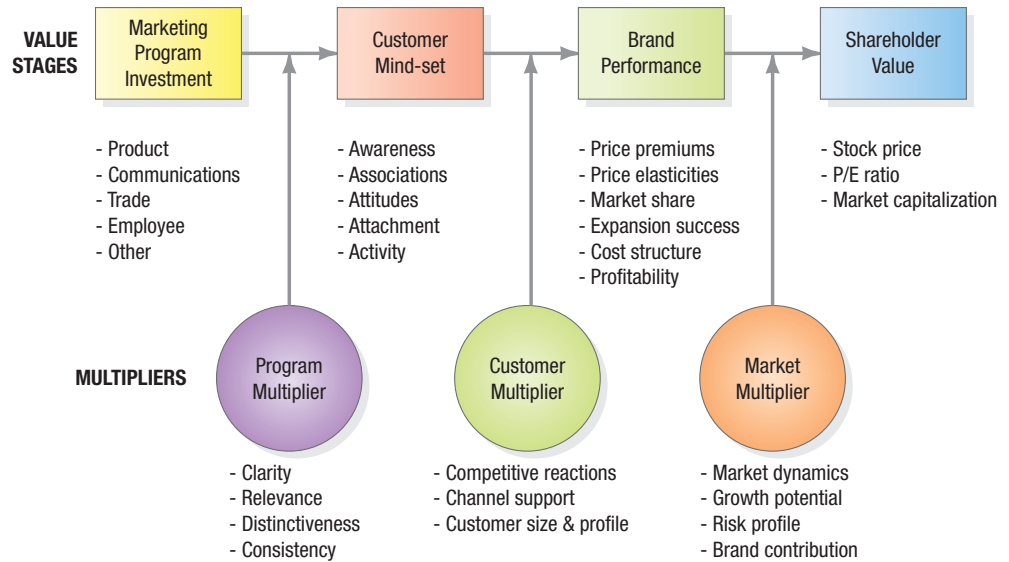 VALUE
STAGES
Marketing
Program
Investment
Customer
Mind-set
Brand
Performance
Shareholder
Value
- Product
- Communications
- Trade
- Employee
- Other
- Awareness
- Associations
- Attitudes
- Attachment
- Activity
- Price premiums
- Price elasticities
- Market share
- Expansion success
- Cost structure
- Profitability
- Stock price
- P/E ratio
- Market capitalization
MULTIPLIERS
Program
Multiplier
Customer
Multiplier
Market
Multiplier
- Clarity
- Relevance
- Distinctiveness
- Consistency
- Competitive reactions
- Channel support
- Customer size & profile
- Market dynamics
- Growth potential
- Risk profile
- Brand contribution